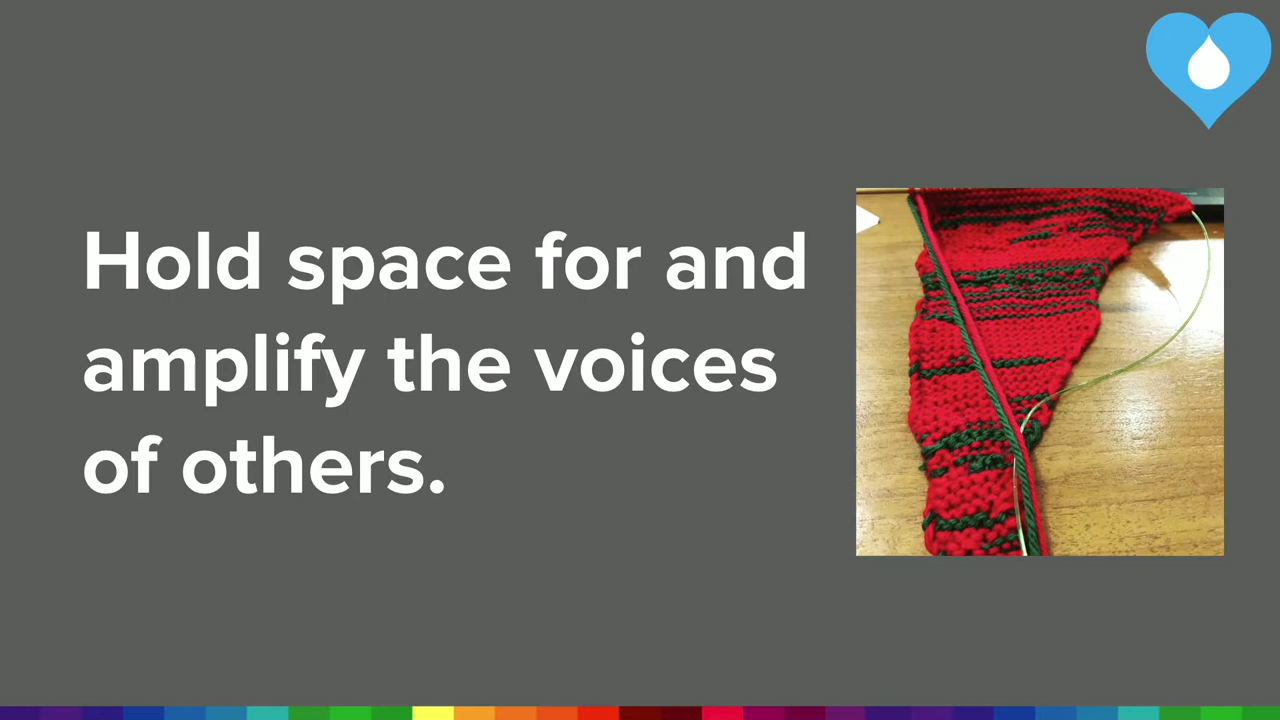 Hold space for and
amplify the voices
of others.